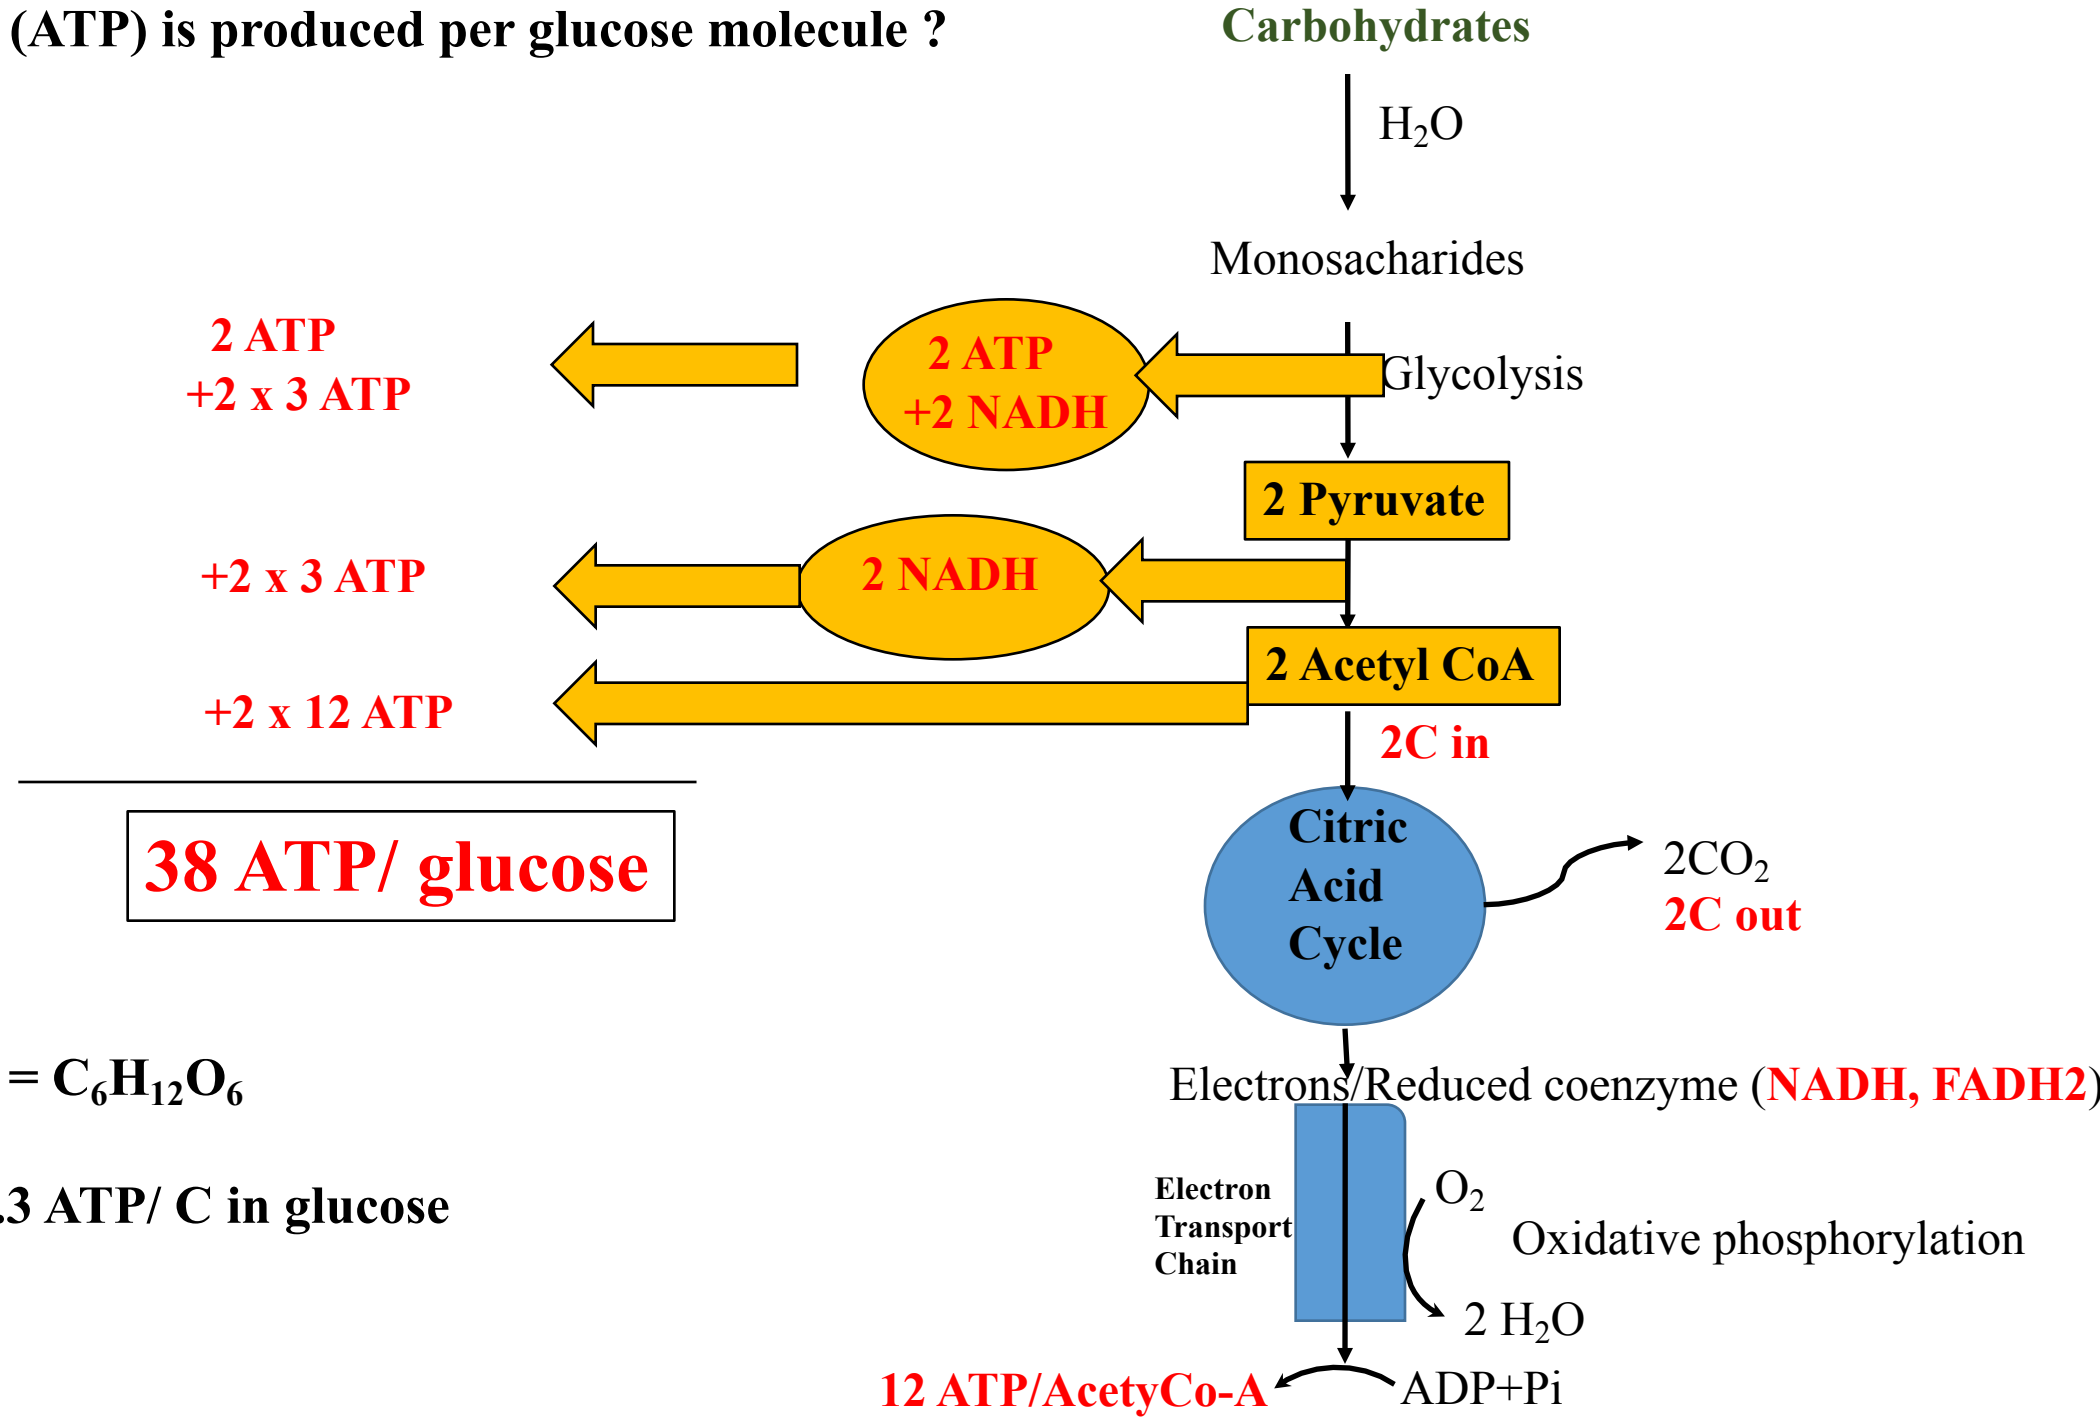 (ATP) is produced per glucose molecule ?
Carbohydrates
H₂O
Monosacharides
2 ATP
+2 x 3 ATP
2 ATP
+2 NADH
Glycolysis
2 Pyruvate
+2 x 3 ATP
2 NADH
2 Acetyl CoA
+2 x 12 ATP
2C in
38 ATP/ glucose
Citric
Acid
Cycle
2CO₂
2C out
= C₆H₁₂O₆
Electrons/Reduced coenzyme (NADH, FADH2)
.3 ATP/ C in glucose
Electron
Transport
Chain
O₂
Oxidative phosphorylation
2 H₂O
12 ATP/AcetyCo-A
ADP+Pi